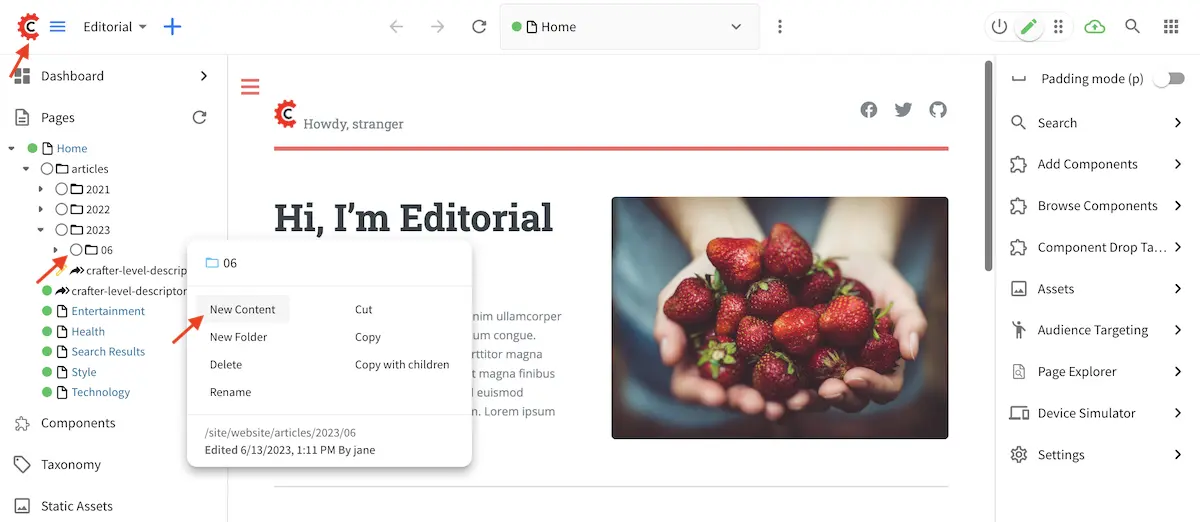 C
Editorial
Home
Dashboard
Pages
Home
articles
2021
2022
2023
06
crafter-level-descrip
crafter-level-descriptor
Entertainment
Health
Search Results
Style
Technology
Components
Taxonomy
Static Assets
C
Howdy, stranger
Hi, I’m Editorial
nim ullamcorper
um congue.
rttitor magna
t magna finibus
l euismod
n. Lorem ipsum
06
New Content
Cut
New Folder
Copy
Delete
Copy with children
Rename
/site/website/articles/2023/06
Edited 6/13/2023, 1:11 PM By jane
Padding mode (p)
Search
Add Components
Browse Components
Component Drop Ta...
Assets
Audience Targeting
Page Explorer
Device Simulator
Settings